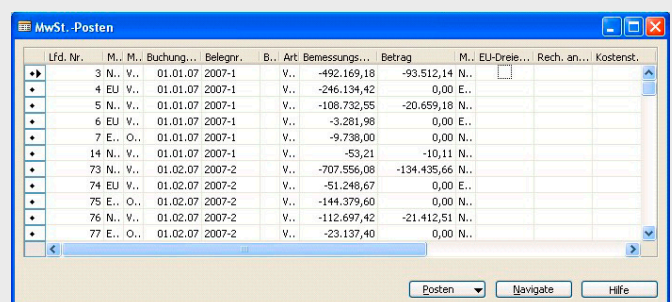 MwSt.-Posten
Lfd. Nr. M.. M.. Buchung... Belegnr. B.. Art Bemessungs... Betrag M.. EU-Dreie... Rech. an... Kostenst.
3 N.. V.. 01.01.07 2007-1 V.. -492.169,18 -93.512,14 N..
4 EU V.. 01.01.07 2007-1 V.. -246.134,42 0,00 E..
5 N.. V.. 01.01.07 2007-1 V.. -108.732,55 -20.659,18 N..
6 EU V.. 01.01.07 2007-1 V.. -3.281,98 0,00 E..
7 E.. O.. 01.01.07 2007-1 V.. -9.738,00 0,00 N..
14 N.. V.. 01.01.07 2007-1 V.. -53,21 -10,11 N..
73 N.. V.. 01.02.07 2007-2 V.. -707.556,08 -134.435,66 N..
74 EU V.. 01.02.07 2007-2 V.. -51.248,67 0,00 E..
75 E.. O.. 01.02.07 2007-2 V.. -144.379,60 0,00 N..
76 N.. V.. 01.02.07 2007-2 V.. -112.697,42 -21.412,51 N..
77 E.. O.. 01.02.07 2007-2 V.. -23.137,40 0,00 N..
Posten Navigate Hilfe